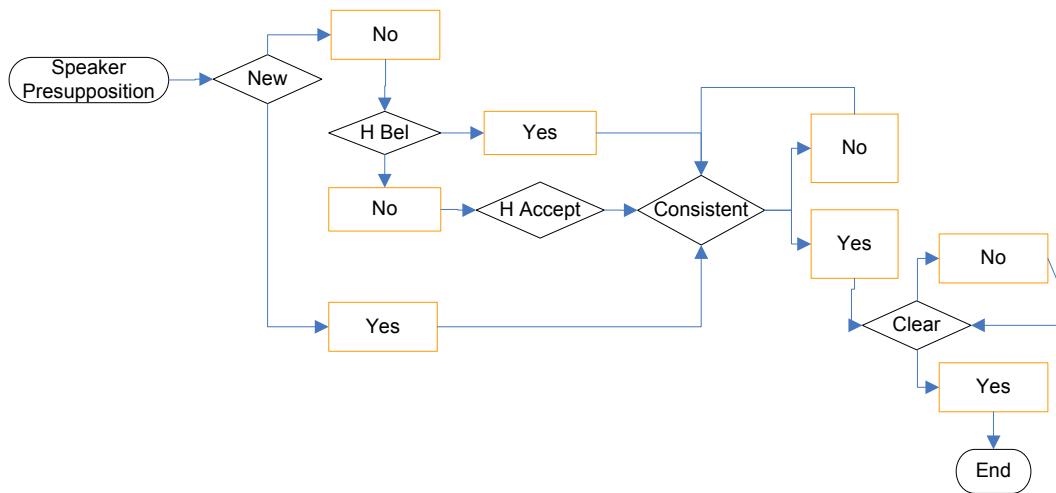 No
Speaker
Presupposition
New
H Bel
Yes
No
No
H Accept
Consistent
Yes
No
Yes
Clear
Yes
End